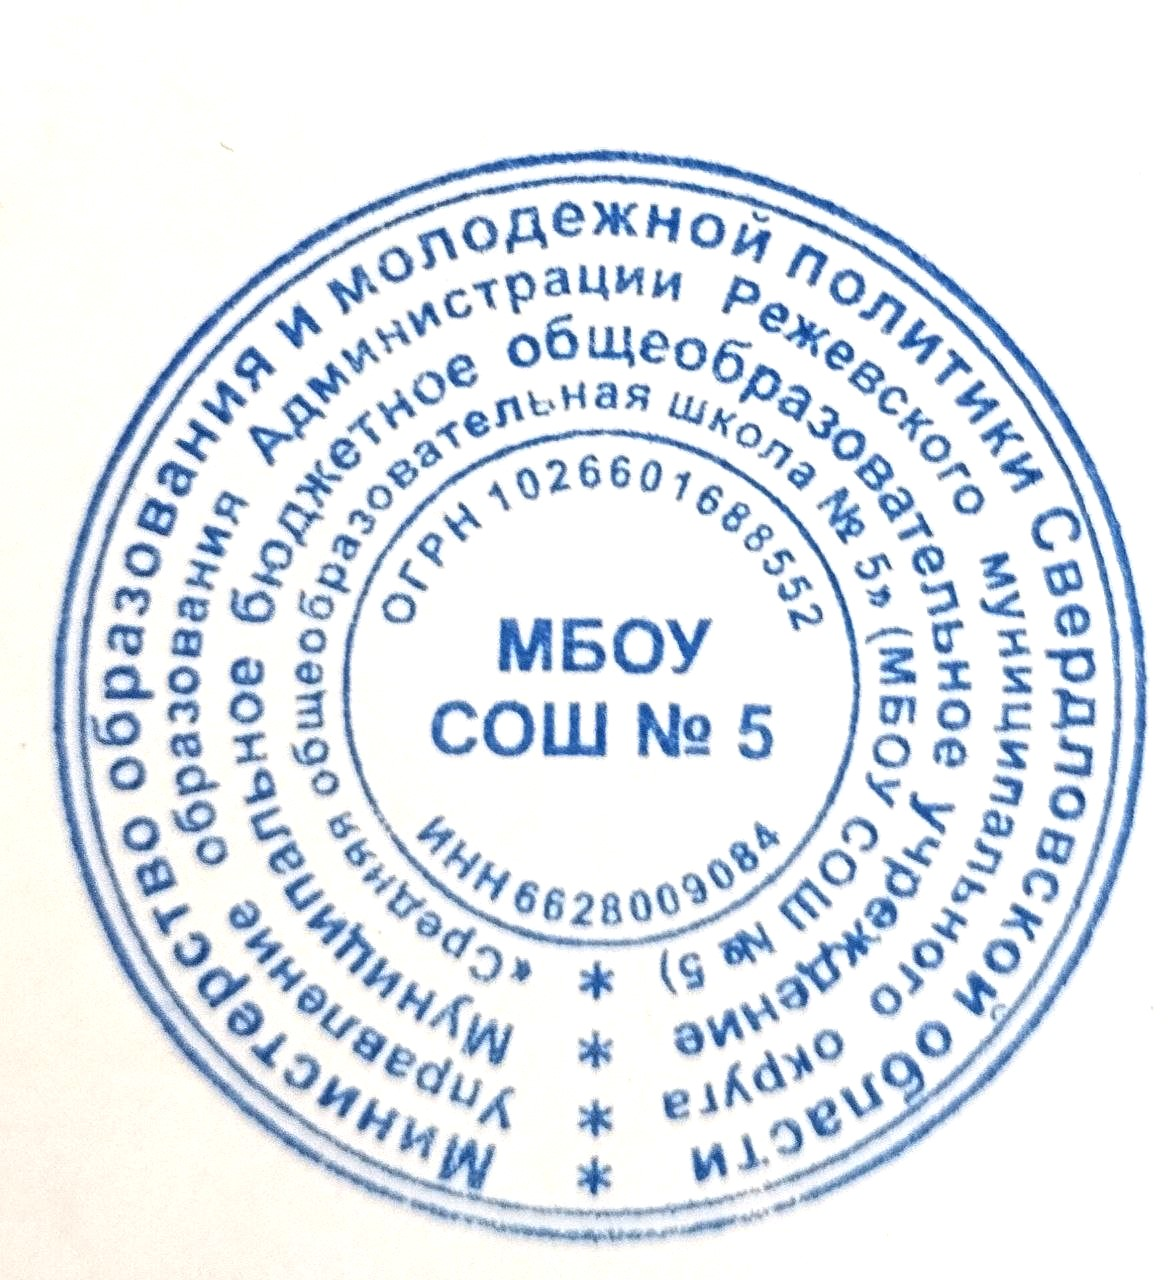 Министерство образования и молодежной политики Свердловской области
Управление образования Администрации Режевского муниципального округа
Муниципальное бюджетное общеобразовательное учреждение
«Средняя общеобразовательная школа № 5» (МБОУ СОШ № 5)
* * * *
ОГРН 1026601688552
МБОУ
СОШ № 5
ИНН 6628009084